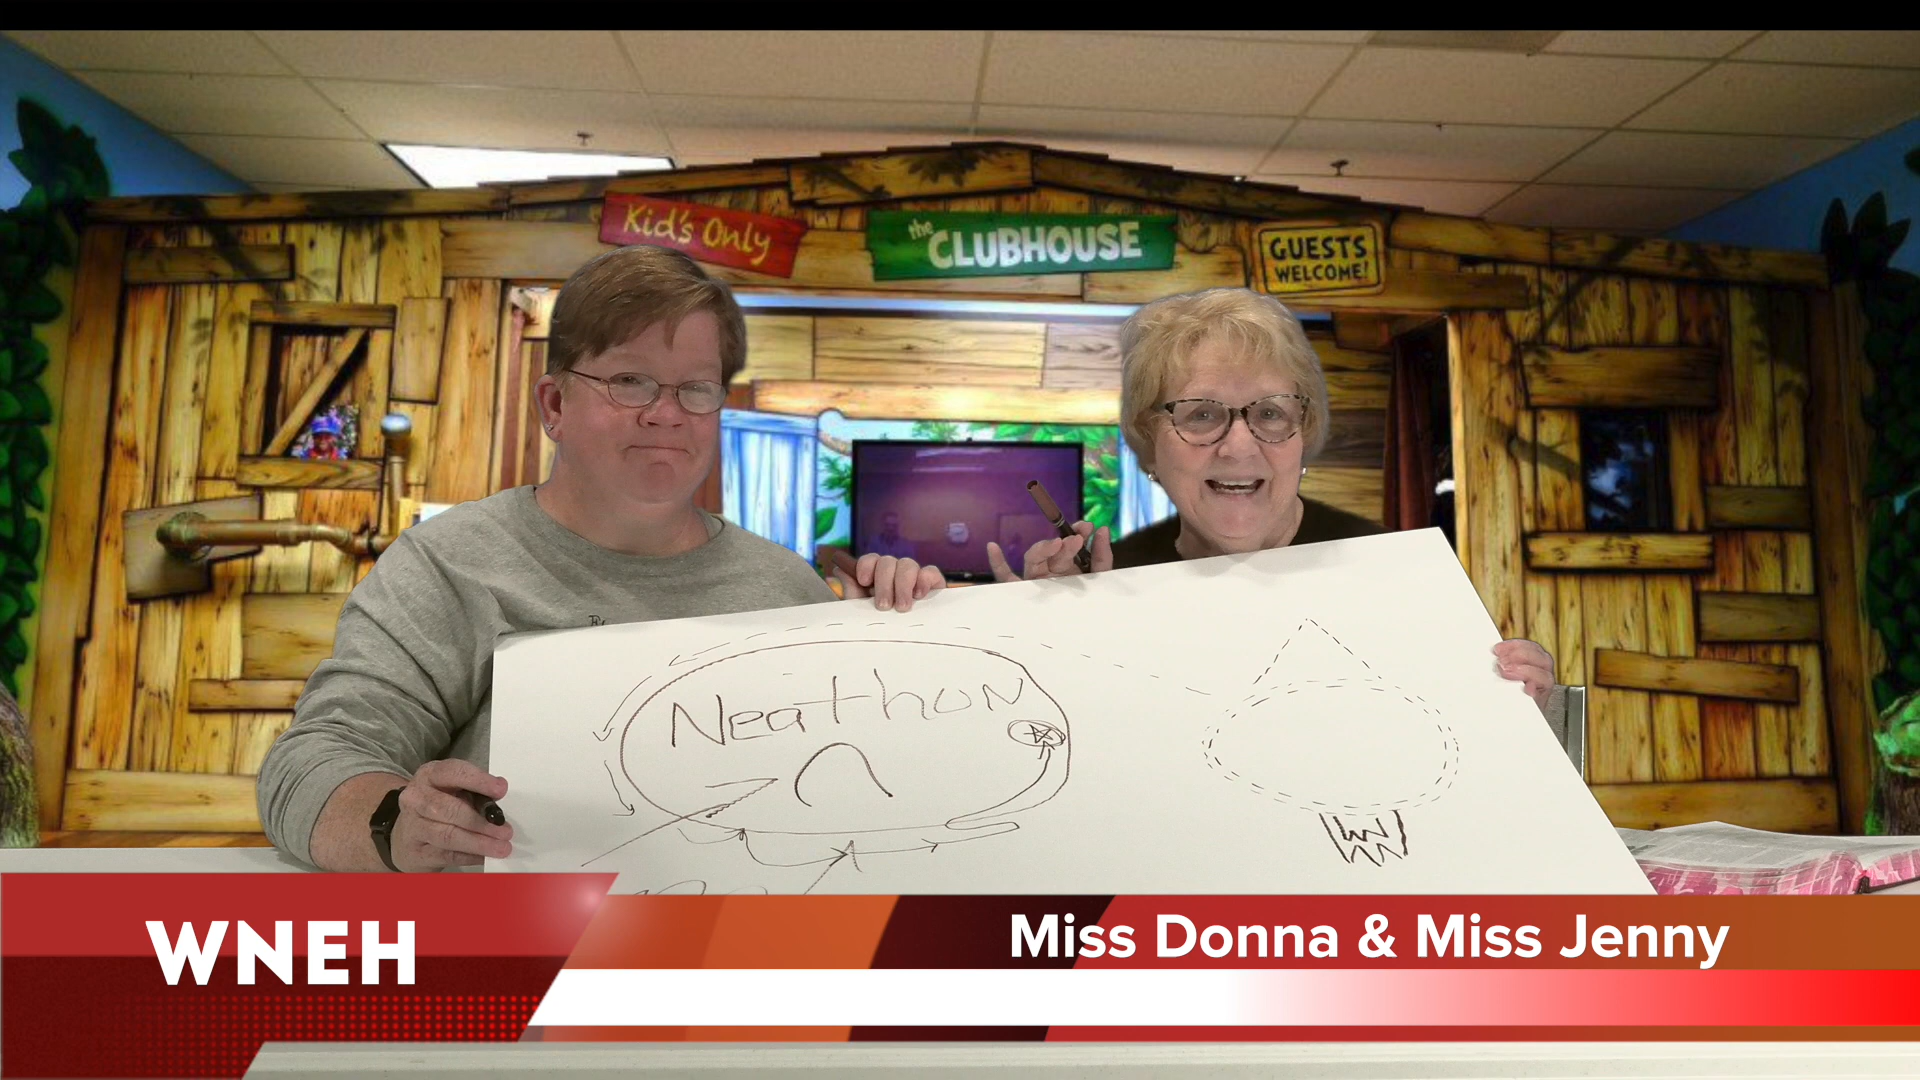 Kid's Only
the
CLUBHOUSE
GUESTS
WELCOME!
Neathon
WNEH
Miss Donna & Miss Jenny